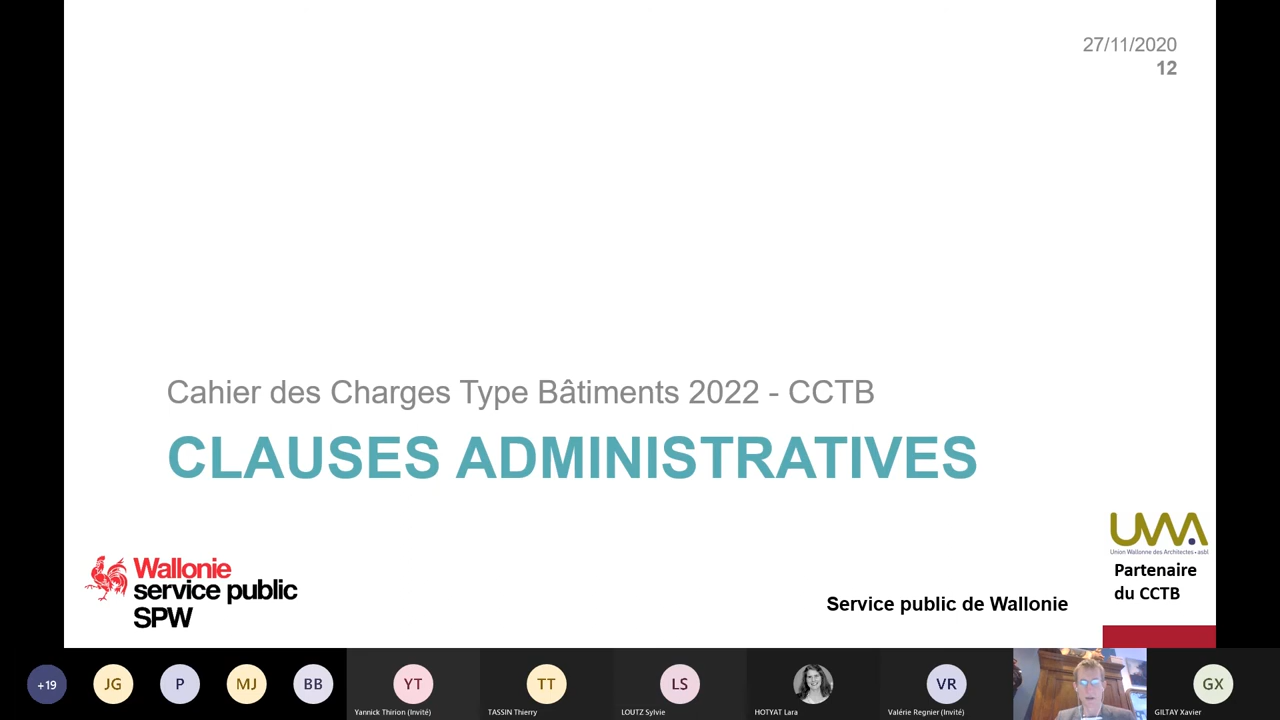 27/11/2020
12
Cahier des Charges Type Bâtiments 2022 - CCTB
CLAUSES ADMINISTRATIVES
UWA
Union Wallonne des Architectes • asbl
Partenaire
du CCTB
Wallonie
service public
SPW
Service public de Wallonie
+19
JG
P
MJ
BB
YT
Yannick Thirion (Invité)
TT
TASSIN Thierry
LS
LOUTZ Sylvie
HOTYAT Lara
VR
Valérie Regnier (Invité)
GX
GILTAY Xavier